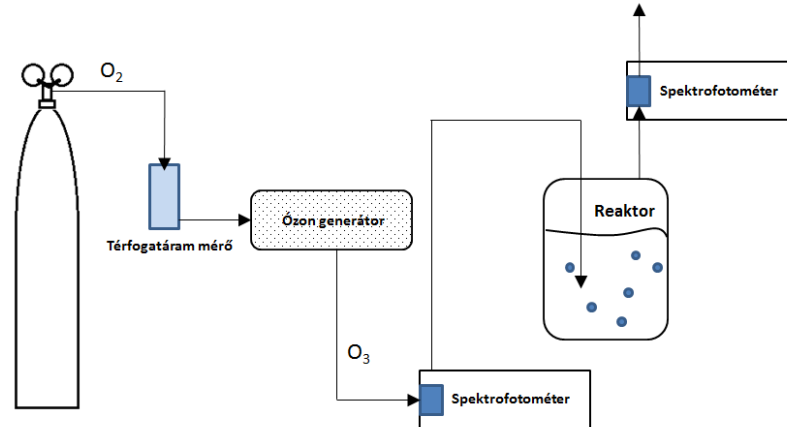 O₂
Spektrofotométer
Reaktor
Ózon generátor
Térfogatáram mérő
O₃
Spektrofotométer